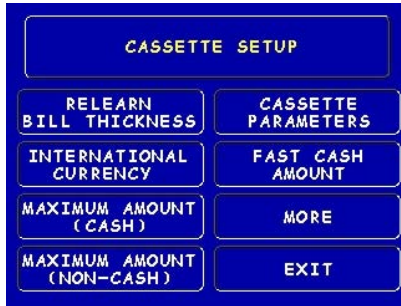 CASSETTE SETUP
RELEARN
BILL THICKNESS
CASSETTE
PARAMETERS
INTERNATIONAL
CURRENCY
FAST CASH
AMOUNT
MAXIMUM AMOUNT
(CASH)
MORE
MAXIMUM AMOUNT
(NON-CASH)
EXIT